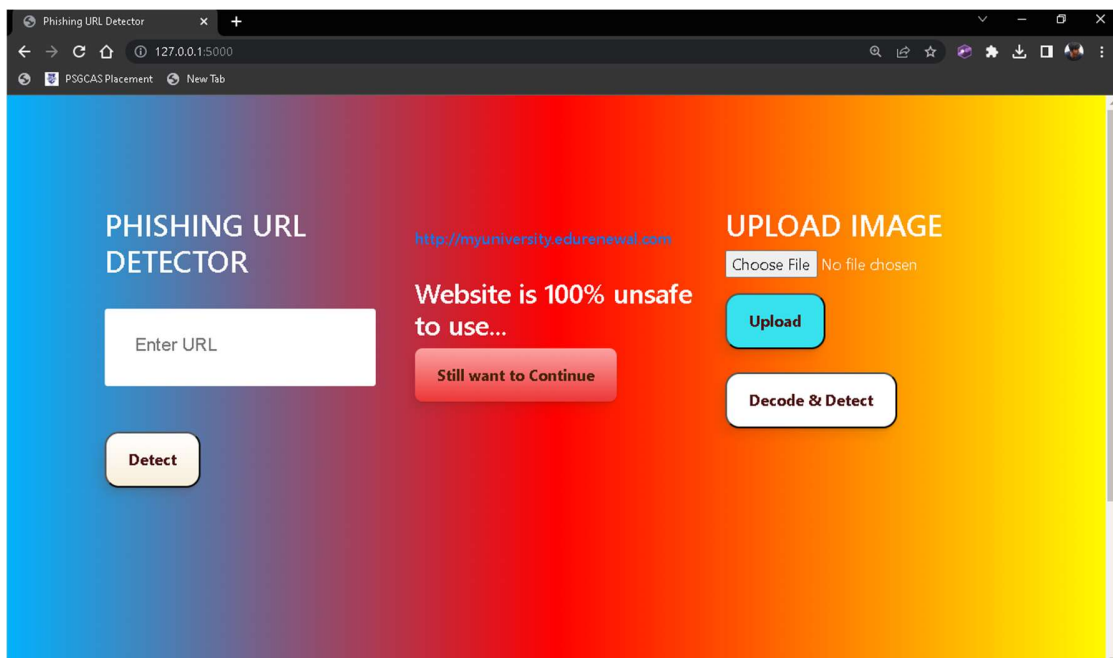 Phishing URL Detector
127.0.0.1:5000
PSGCAS Placement
New Tab
PHISHING URL
DETECTOR
Enter URL
Detect
http://myuniversity.edurenewal.com
Website is 100% unsafe
to use...
Still want to Continue
UPLOAD IMAGE
Choose File No file chosen
Upload
Decode & Detect